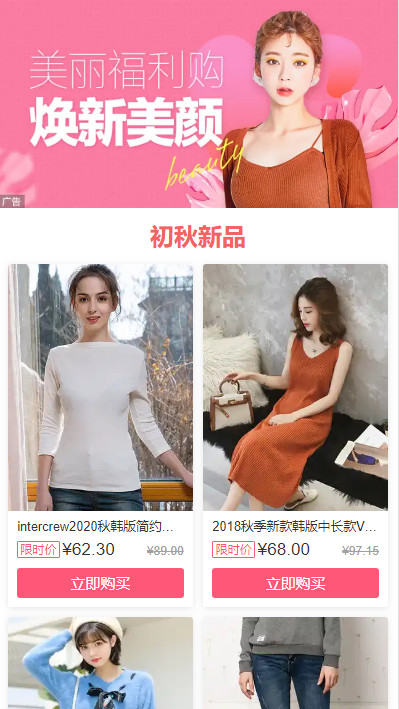 美丽福利购
焕新美颜
beauty
广告
初秋新品
intercrew2020秋韩版简约...
2018秋季新款韩版中长款V...
限时价 ¥62.30 ¥89.00
限时价 ¥68.00 ¥97.15
立即购买
立即购买